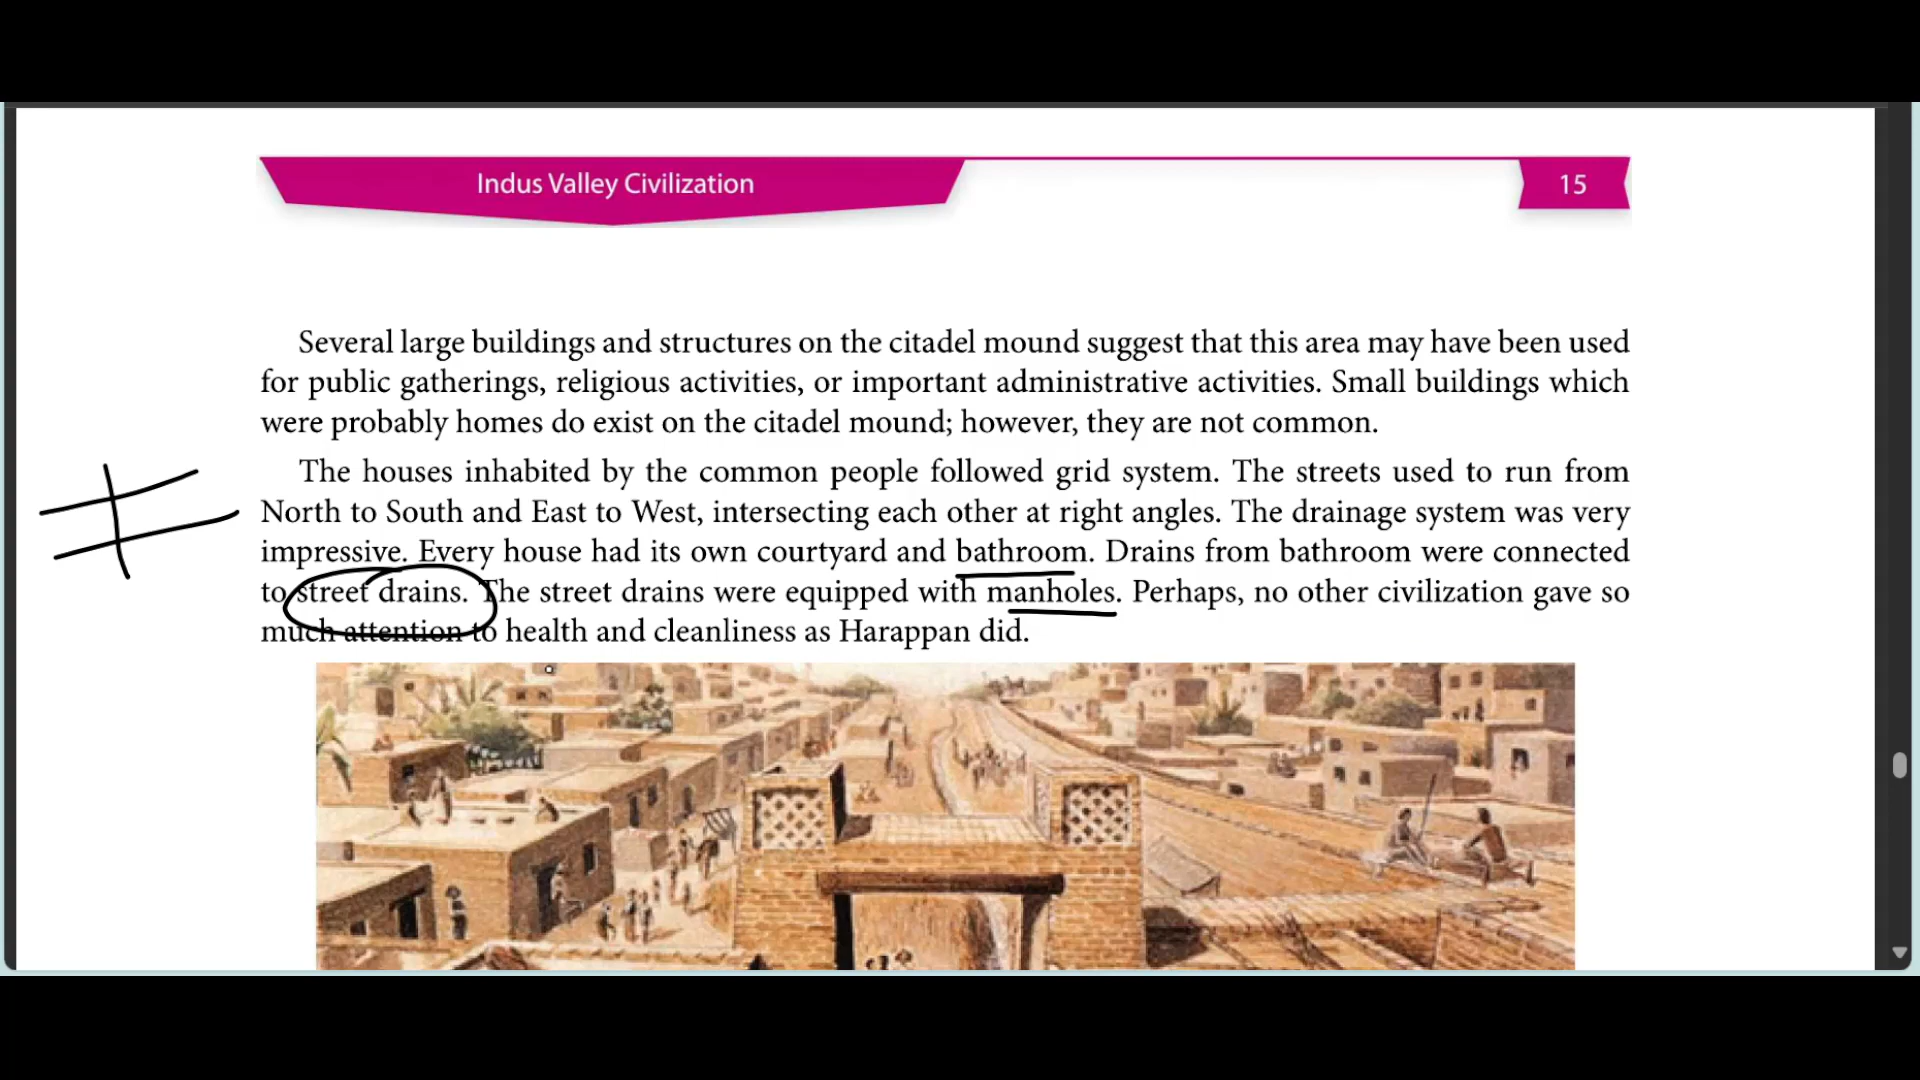 Indus Valley Civilization
15
Several large buildings and structures on the citadel mound suggest that this area may have been used
for public gatherings, religious activities, or important administrative activities. Small buildings which
were probably homes do exist on the citadel mound; however, they are not common.
The houses inhabited by the common people followed grid system. The streets used to run from
North to South and East to West, intersecting each other at right angles. The drainage system was very
impressive. Every house had its own courtyard and bathroom. Drains from bathroom were connected
to street drains. The street drains were equipped with manholes. Perhaps, no other civilization gave so
much attention to health and cleanliness as Harappan did.